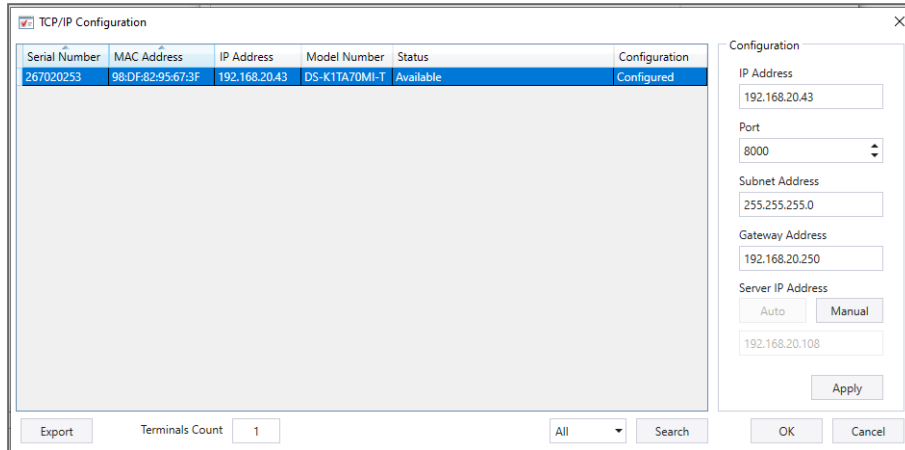 TCP/IP Configuration
Serial Number MAC Address IP Address Model Number Status Configuration
267020253 98:DF:82:95:67:3F 192.168.20.43 DS-K1TA70MI-T Available Configured
Configuration
IP Address
192.168.20.43
Port
8000
Subnet Address
255.255.255.0
Gateway Address
192.168.20.250
Server IP Address
Auto Manual
192.168.20.108
Apply
Export Terminals Count 1 All Search OK Cancel